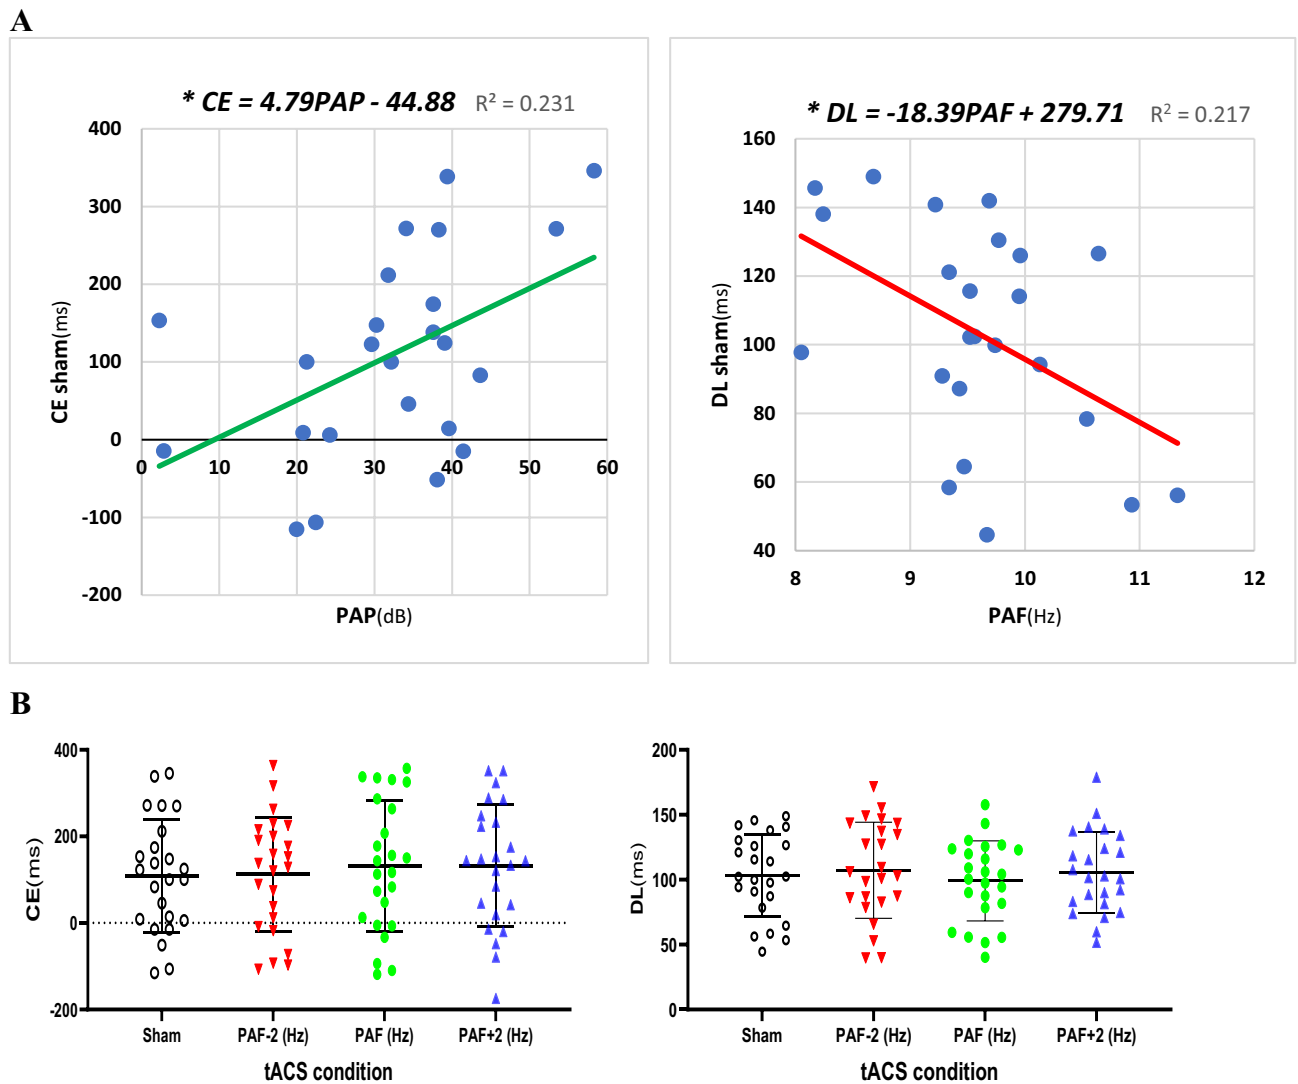 A
* CE = 4.79PAP - 44.88 R² = 0.231
400
300
200
100
0
-100
-200
0 10 20 30 40 50 60
CE sham(ms)
PAP(dB)
* DL = -18.39PAF + 279.71 R² = 0.217
160
140
120
100
80
60
40
8 9 10 11 12
DL sham(ms)
PAF(Hz)
B
400
200
0
-200
CE(ms)
Sham PAF-2 (Hz) PAF (Hz) PAF+2 (Hz)
tACS condition
200
150
100
50
0
DL(ms)
Sham PAF-2 (Hz) PAF (Hz) PAF+2 (Hz)
tACS condition